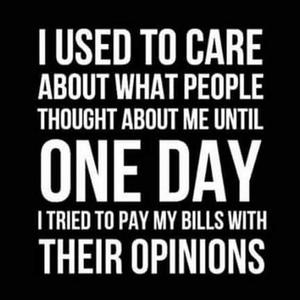 I USED TO CARE
ABOUT WHAT PEOPLE
THOUGHT ABOUT ME UNTIL
ONE DAY
I TRIED TO PAY MY BILLS WITH
THEIR OPINIONS